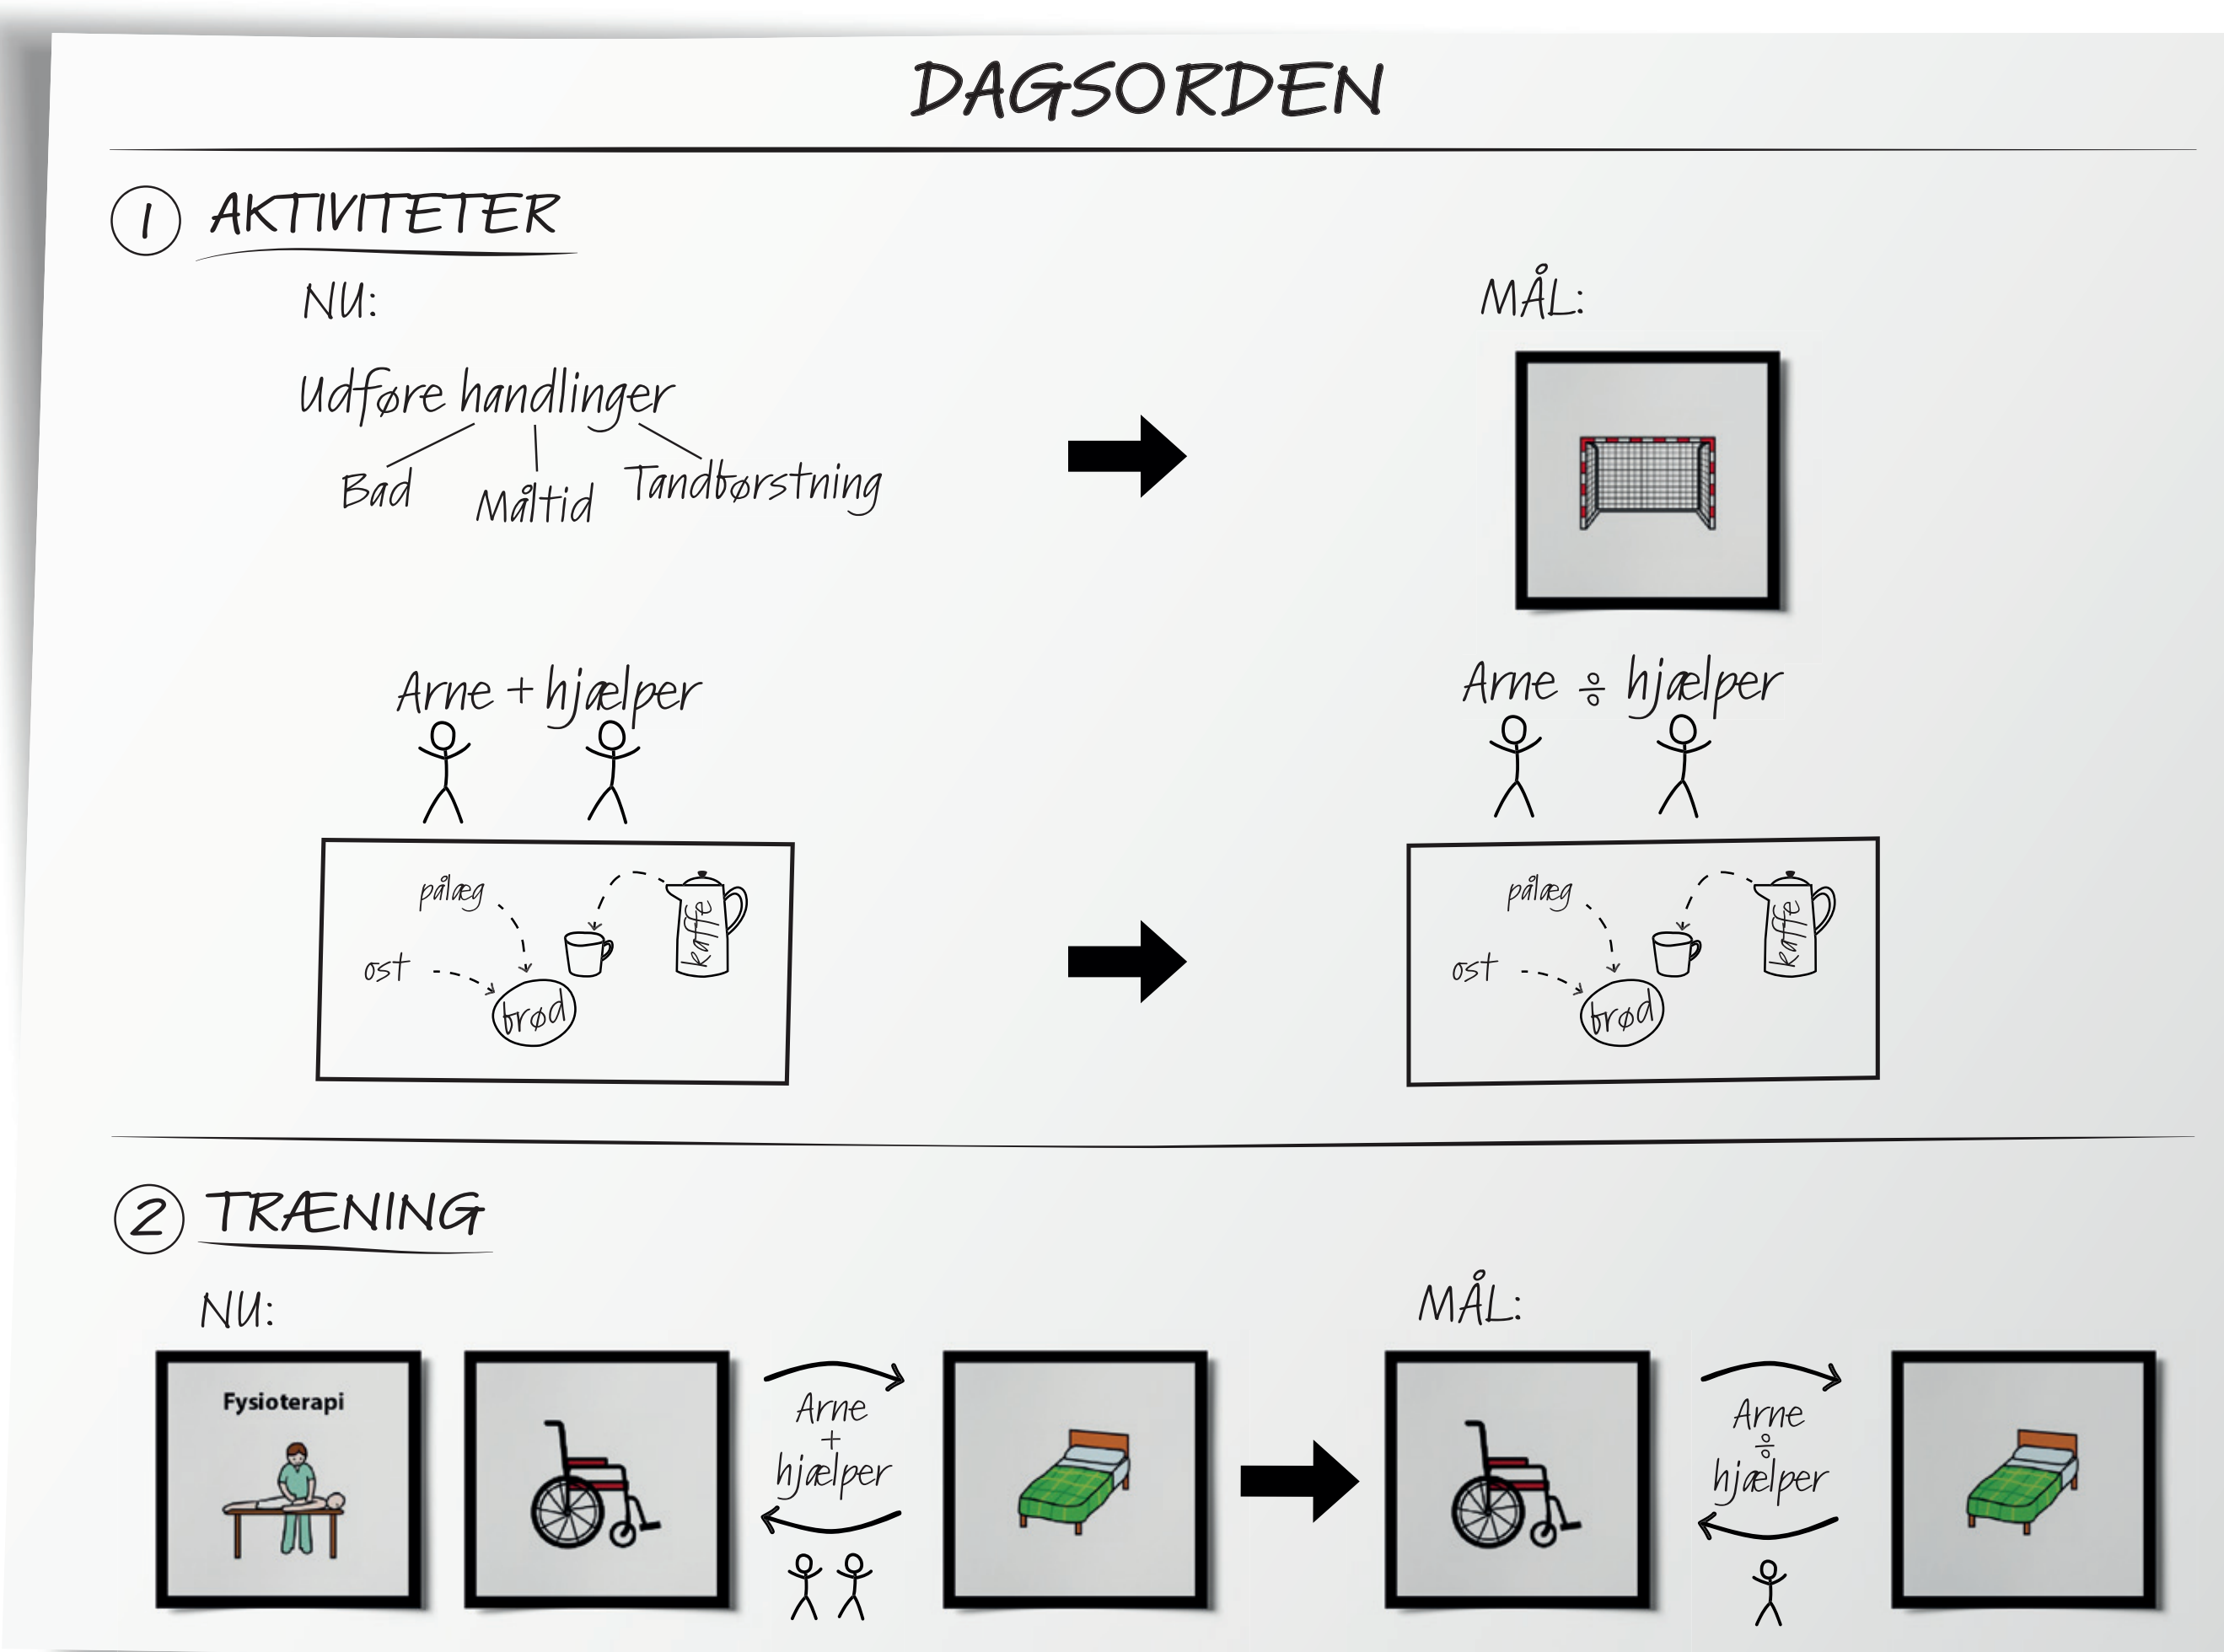 DAGSORDEN
1 AKTIVITETER
NU:
MÅL:
Udføre handlinger
Bad
Måltid
Tandbørstning
Arne + hjælper
Arne ÷ hjælper
pålæg
kaffe
ost
brød
pålæg
kaffe
ost
brød
2 TRÆNING
NU:
MÅL:
Fysioterapi
Arne
+
hjælper
Arne
÷
hjælper